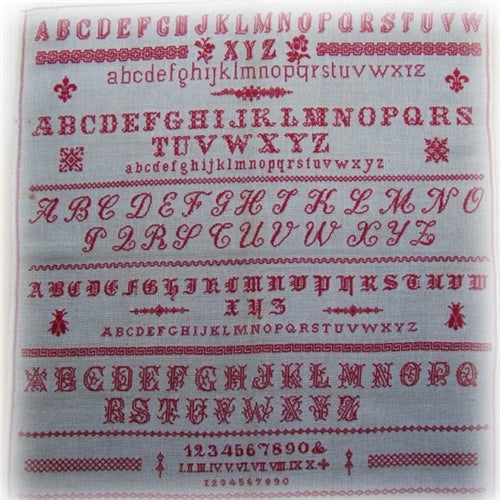 ABCDEFGHIJKLMNOPQRSTUVW
XYZ
abcdefghijklmnopqrstuvwxyz
ABCDEFGHIJKLMNOPQRS
TUVWXYZ
abcdefghijklmnopqrstuvwxyz
ABCDEFGHIJKLMNO
PQRSTUVWXYZ
ABCDEFGHIJKLMNOPQRSTUVW
XYZ
ABCDEFGHIJKLMNOPQRSTUVWXYZ
ABCDEFGHIJKLMNOPQ
RSTUVWXYZ
1234567890&
I.II.III.IV.V.VI.VII.VIII.IX.X.+
1234567890